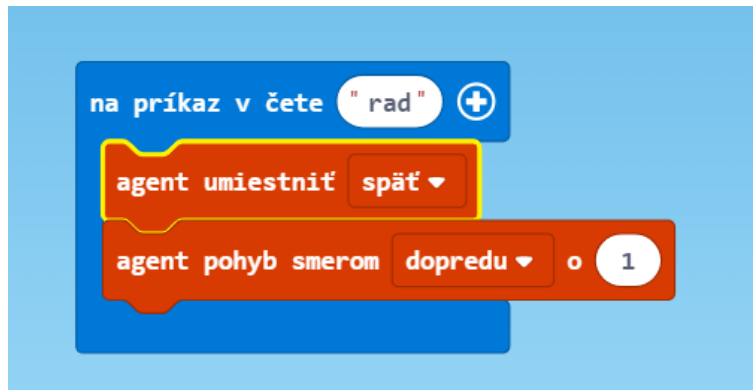 na príkaz v čete "rad"
agent umiestniť späť
agent pohyb smerom dopredu o 1